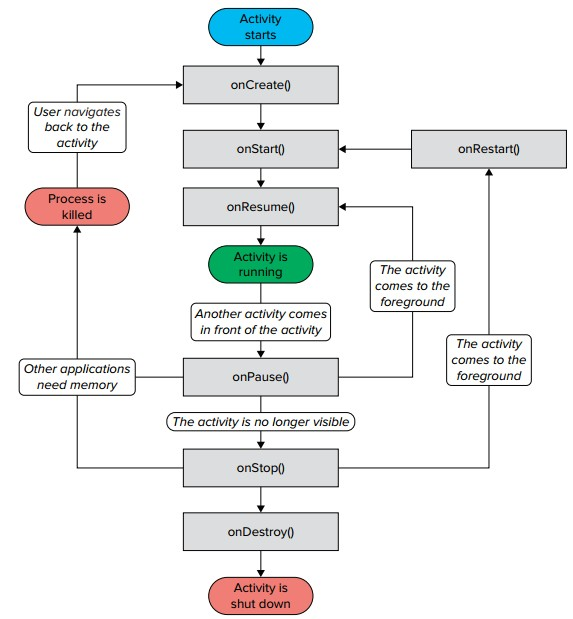 Activity
starts
onCreate()
User navigates
back to the
activity
onStart()
onRestart()
Process is
killed
onResume()
Activity is
running
The activity
comes to the
foreground
Another activity comes
in front of the activity
The activity
comes to the
foreground
Other applications
need memory
onPause()
The activity is no longer visible
onStop()
onDestroy()
Activity is
shut down